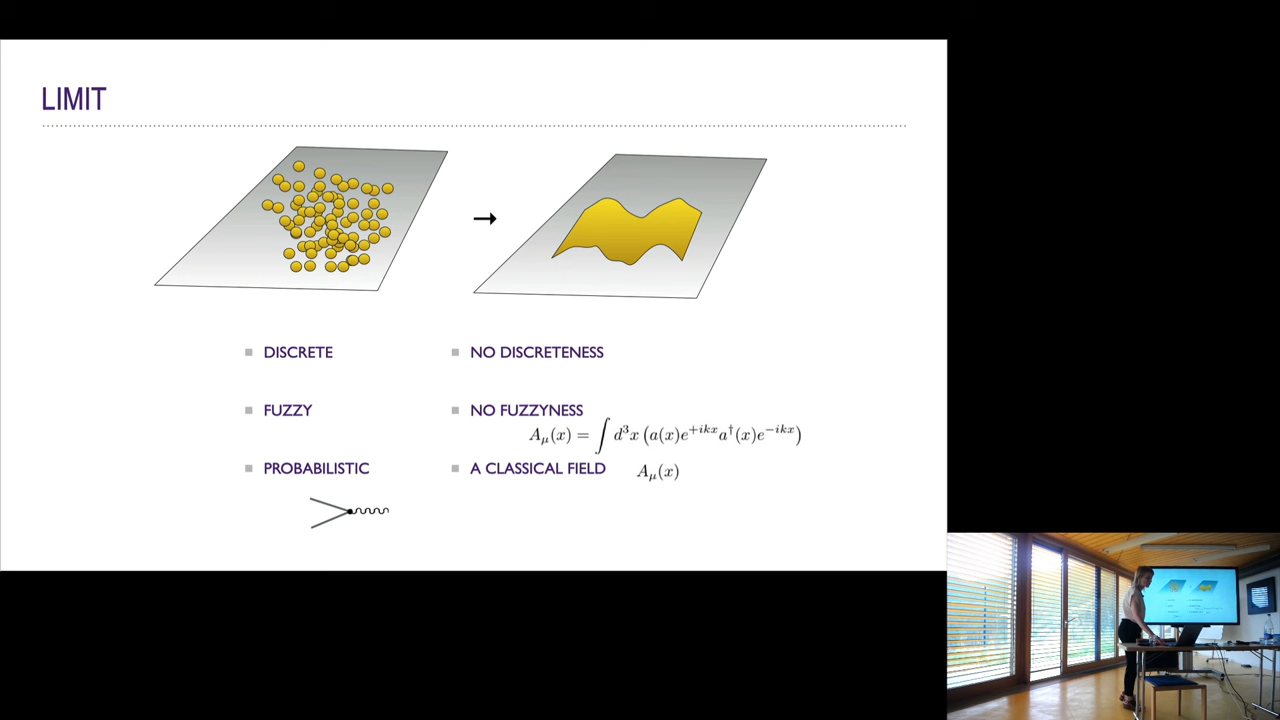 LIMIT
DISCRETE
NO DISCRETENESS
FUZZY
NO FUZZYNESS
A_μ(x) = ∫ d³x (a(x)e^{+ikx} a†(x)e^{−ikx})
PROBABILISTIC
A CLASSICAL FIELD A_μ(x)